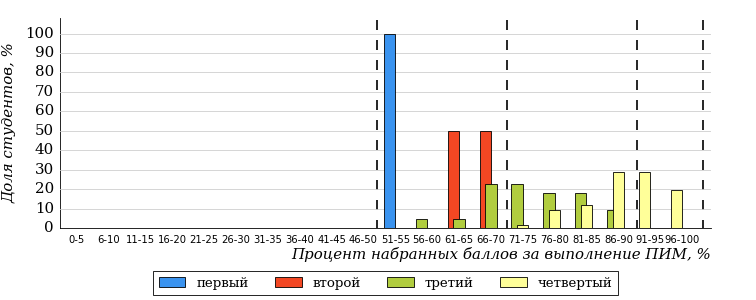 Доля студентов, %
100
90
80
70
60
50
40
30
20
10
0
0-5 6-10 11-15 16-20 21-25 26-30 31-35 36-40 41-45 46-50 51-55 56-60 61-65 66-70 71-75 76-80 81-85 86-90 91-95 96-100
Процент набранных баллов за выполнение ПИМ, %
первый второй третий четвертый